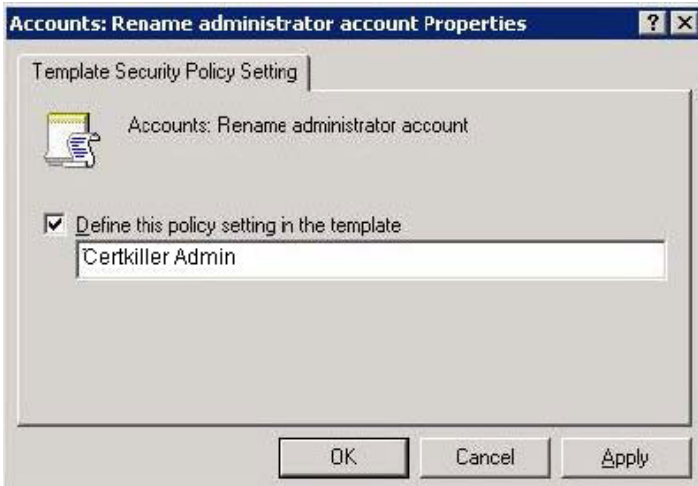 Accounts: Rename administrator account Properties
? X
Template Security Policy Setting
Accounts: Rename administrator account
Define this policy setting in the template
Certkiller Admin
OK Cancel Apply